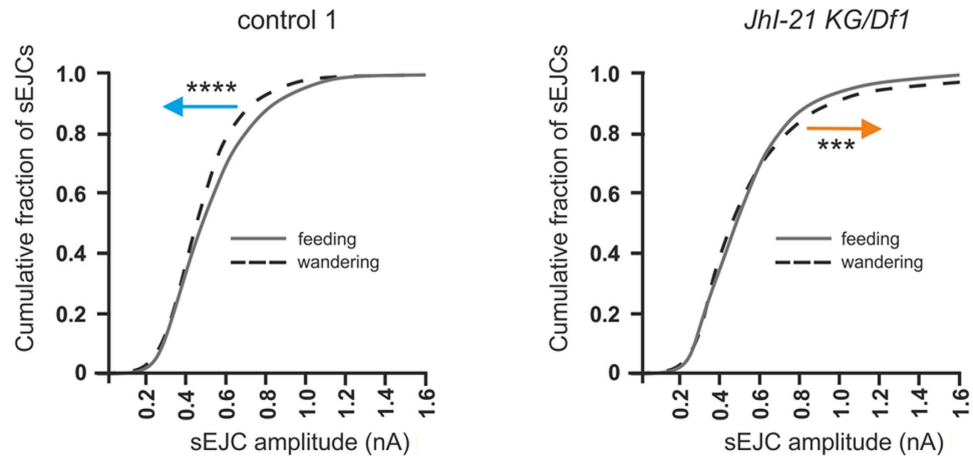 control 1
Cumulative fraction of sEJCs
1.0
0.8
0.6
0.4
0.2
0
****
feeding
wandering
0.2 0.4 0.6 0.8 1.0 1.2 1.4 1.6
sEJC amplitude (nA)
JhI-21 KG/Df1
Cumulative fraction of sEJCs
1.0
0.8
0.6
0.4
0.2
0
***
feeding
wandering
0.2 0.4 0.6 0.8 1.0 1.2 1.4 1.6
sEJC amplitude (nA)